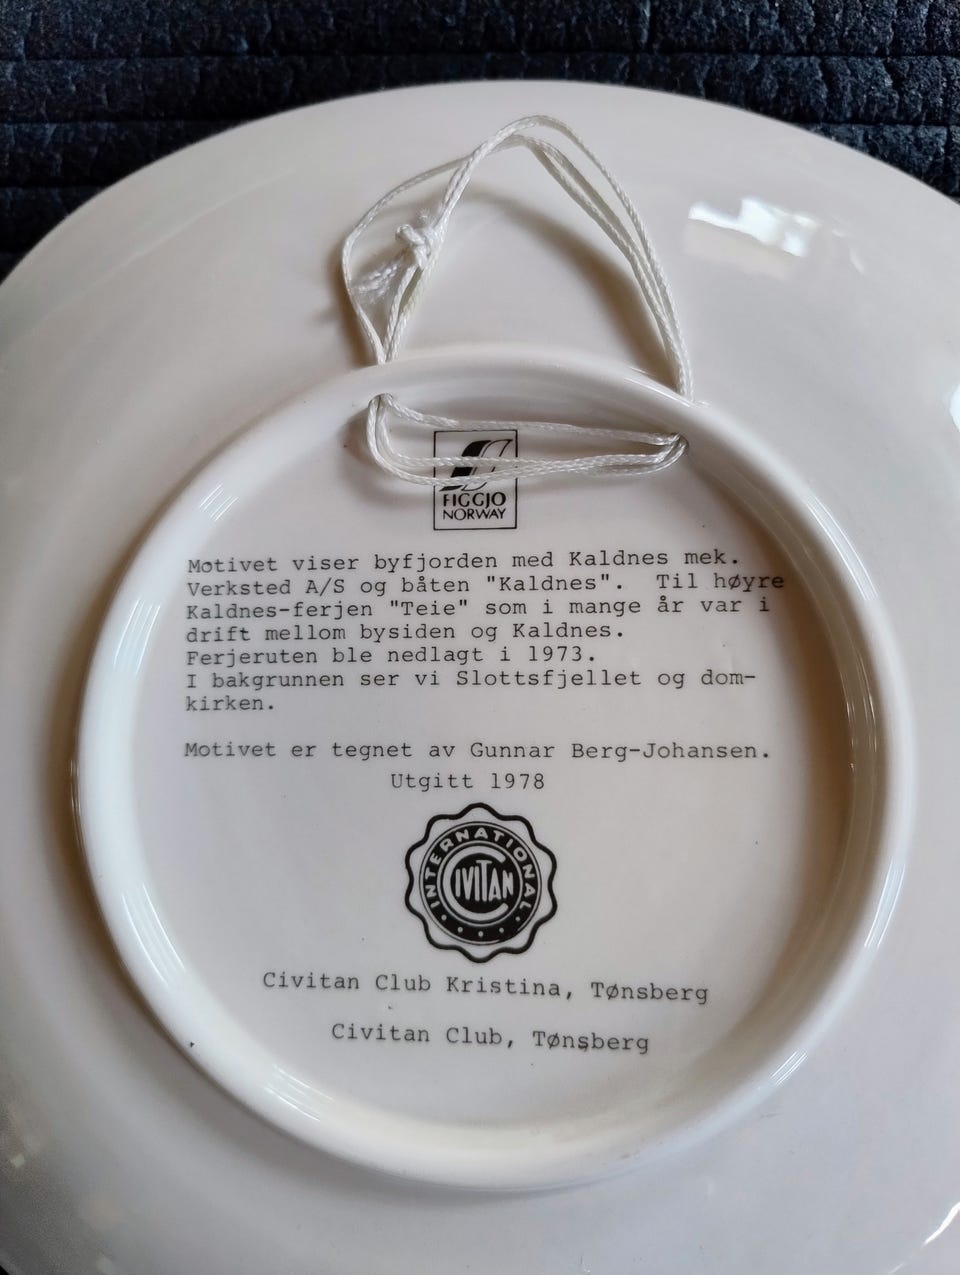 FIGGJO
NORWAY
Motivet viser byfjorden med Kaldnes mek.
Verksted A/S og båten "Kaldnes". Til høyre
Kaldnes-ferjen "Teie" som i mange år var i
drift mellom bysiden og Kaldnes.
Ferjeruten ble nedlagt i 1973.
I bakgrunnen ser vi Slottsfjellet og dom-
kirken.
Motivet er tegnet av Gunnar Berg-Johansen.
Utgitt 1978
INTERNATIONAL
CIVITAN
Civitan Club Kristina, Tønsberg
Civitan Club, Tønsberg